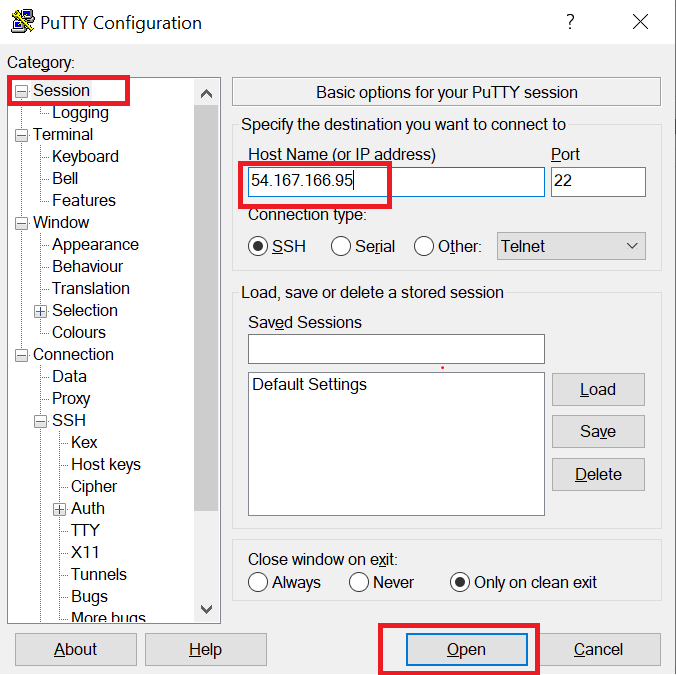 PuTTY Configuration
?
Category:
Session
Logging
Terminal
Keyboard
Bell
Features
Window
Appearance
Behaviour
Translation
Selection
Colours
Connection
Data
Proxy
SSH
Kex
Host keys
Cipher
Auth
TTY
X11
Tunnels
Bugs
More bugs
Basic options for your PuTTY session
Specify the destination you want to connect to
Host Name (or IP address) Port
54.167.166.95 22
Connection type:
SSH Serial Other: Telnet
Load, save or delete a stored session
Saved Sessions
Default Settings
Load
Save
Delete
Close window on exit:
Always Never Only on clean exit
About Help Open Cancel